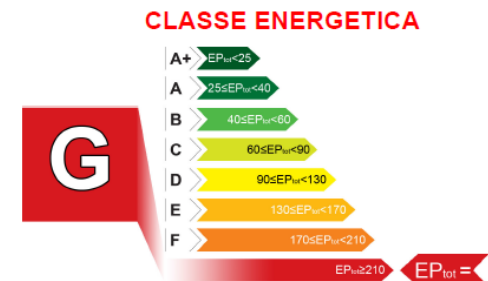 CLASSE ENERGETICA
A+ EPtot<25
A 25≤EPtot<40
B 40≤EPtot<60
C 60≤EPtot<90
D 90≤EPtot<130
E 130≤EPtot<170
F 170≤EPtot<210
G
EPtot≥210 EPtot =